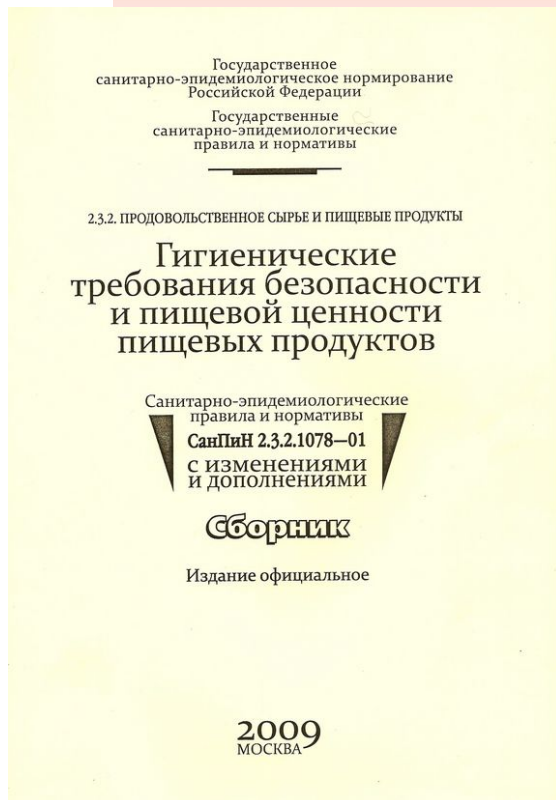 Государственное
санитарно-эпидемиологическое нормирование
Российской Федерации
Государственные
санитарно-эпидемиологические
правила и нормативы
2.3.2. ПРОДОВОЛЬСТВЕННОЕ СЫРЬЕ И ПИЩЕВЫЕ ПРОДУКТЫ
Гигиенические
требования безопасности
и пищевой ценности
пищевых продуктов
Санитарно-эпидемиологические
правила и нормативы
СанПиН 2.3.2.1078—01
с изменениями
и дополнениями
Сборник
Издание официальное
2009
МОСКВА